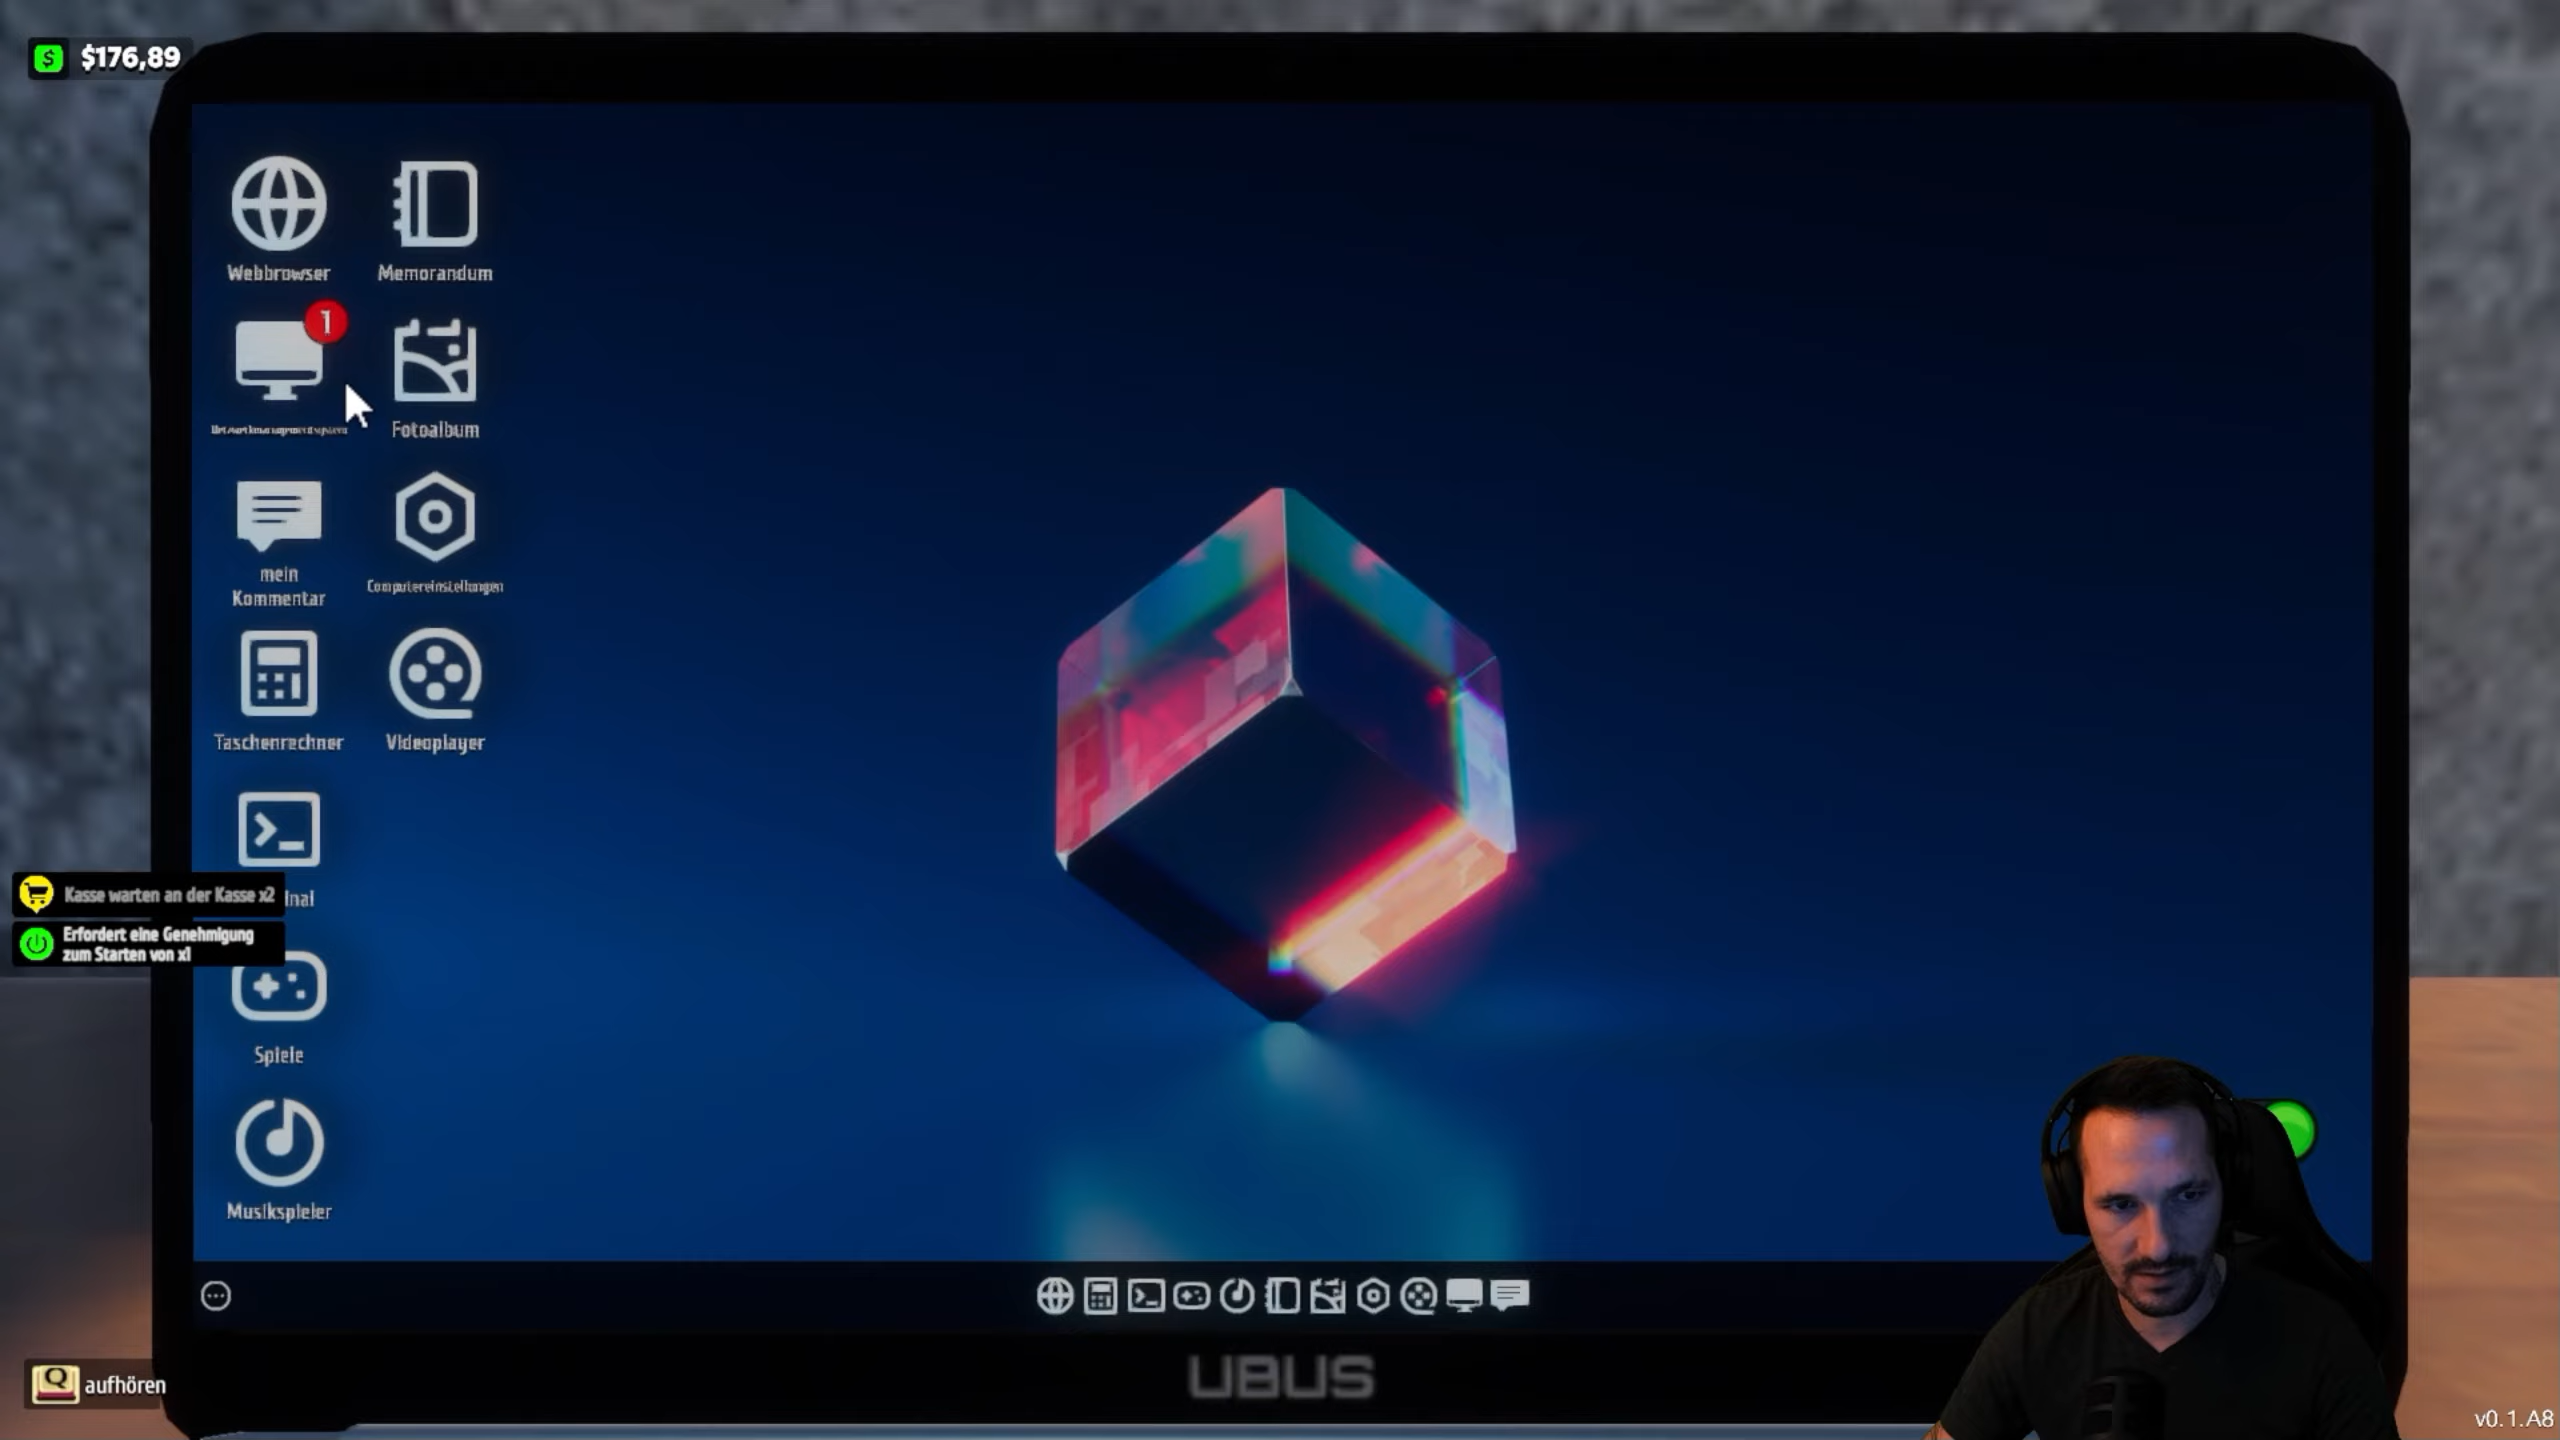 $176,89
Webbrowser
Memorandum
1
Fotoalbum
mein
Kommentar
Computereinstellungen
Taschenrechner
Videoplayer
Kasse warten an der Kasse x2
Erfordert eine Genehmigung
zum Starten von x1
Spiele
Musikspieler
UBUS
Q aufhören
v0.1.A8